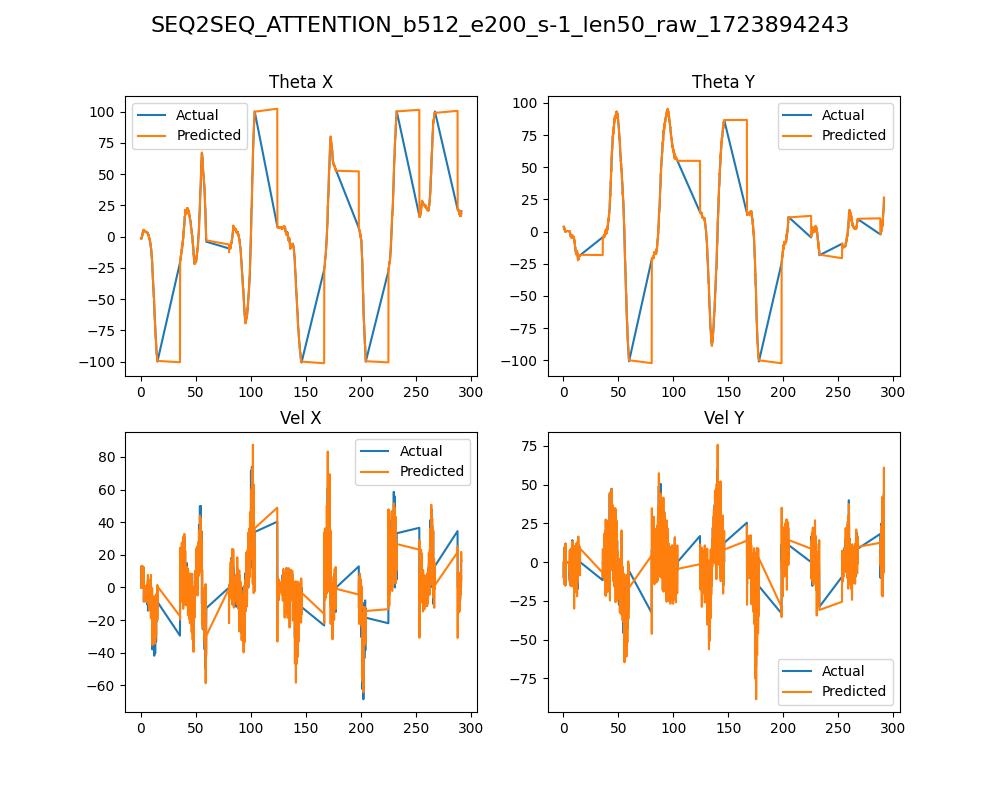 SEQ2SEQ_ATTENTION_b512_e200_s-1_len50_raw_1723894243
Theta X
Theta Y
Actual
Predicted
Actual
Predicted
100
75
50
25
0
−25
−50
−75
−100
100
75
50
25
0
−25
−50
−75
−100
0 50 100 150 200 250 300
0 50 100 150 200 250 300
Vel X
Vel Y
Actual
Predicted
80
60
40
20
0
−20
−40
−60
75
50
25
0
−25
−50
−75
Actual
Predicted
0 50 100 150 200 250 300
0 50 100 150 200 250 300